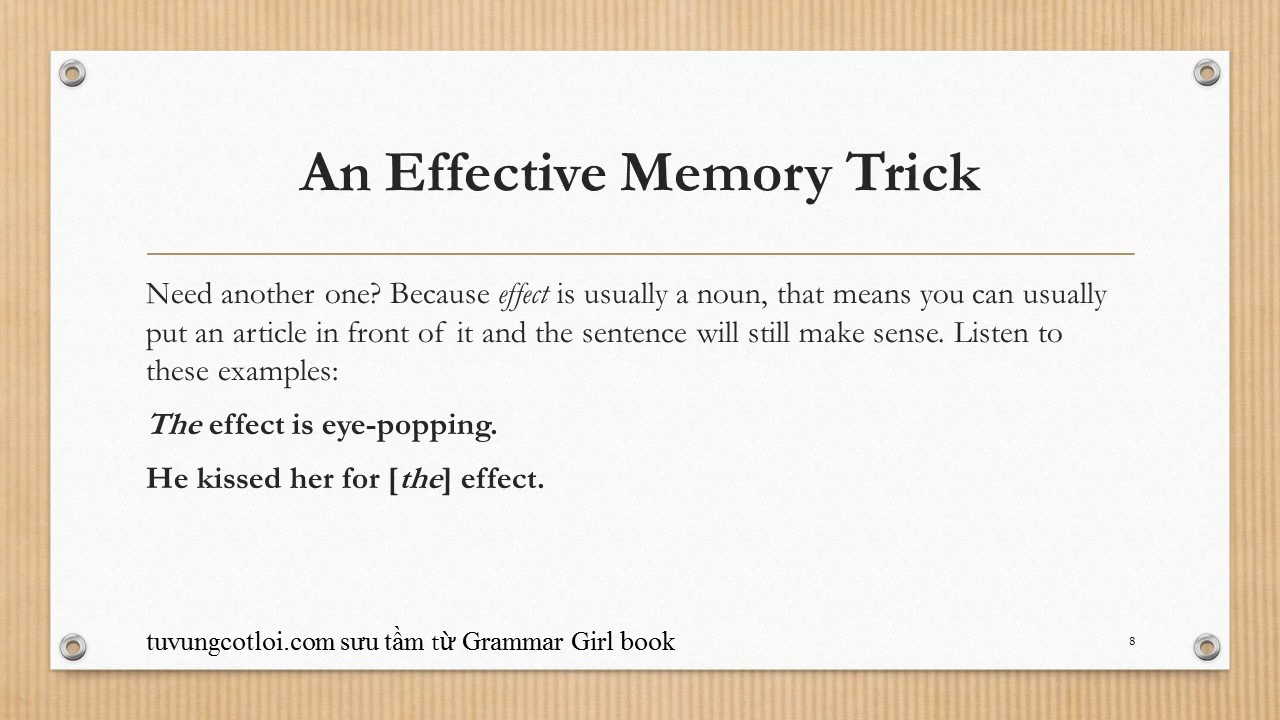 An Effective Memory Trick
Need another one? Because effect is usually a noun, that means you can usually
put an article in front of it and the sentence will still make sense. Listen to
these examples:
The effect is eye-popping.
He kissed her for [the] effect.
tuvungcotloi.com sưu tầm từ Grammar Girl book
8